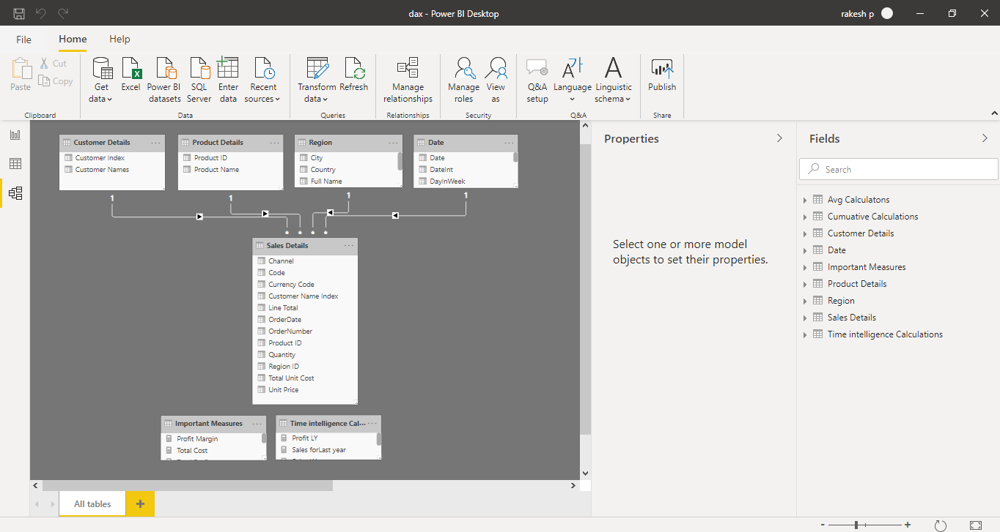 dax - Power BI Desktop
rakesh p
File
Home
Help
Paste
Cut
Copy
Clipboard
Get
data
Excel
Power BI
datasets
SQL
Server
Enter
data
Recent
sources
Data
Transform
data
Refresh
Queries
Manage
relationships
Relationships
Manage
roles
View
as
Security
Q&A
setup
Language
Linguistic
schema
Q&A
Publish
Share
Customer Details
Customer Index
Customer Names
Product Details
Product ID
Product Name
Region
City
Country
Full Name
Date
Date
DateInt
DayInWeek
1
1
1
1
* * * *
Sales Details
Channel
Code
Currency Code
Customer Name Index
Line Total
OrderDate
OrderNumber
Product ID
Quantity
Region ID
Total Unit Cost
Unit Price
Important Measures
Profit Margin
Total Cost
Time intelligence Cal...
Profit LY
Sales forLast year
All tables
Properties
Select one or more model
objects to set their properties.
Fields
Search
Avg Calculatons
Cumuative Calculations
Customer Details
Date
Important Measures
Product Details
Region
Sales Details
Time intelligence Calculations